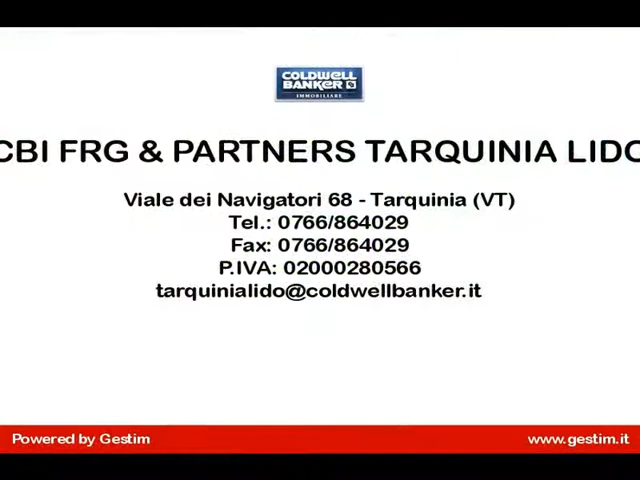 COLDWELL
BANKER
IMMOBILIARE
CBI FRG & PARTNERS TARQUINIA LIDO
Viale dei Navigatori 68 - Tarquinia (VT)
Tel.: 0766/864029
Fax: 0766/864029
P.IVA: 02000280566
tarquinialido@coldwellbanker.it
Powered by Gestim
www.gestim.it